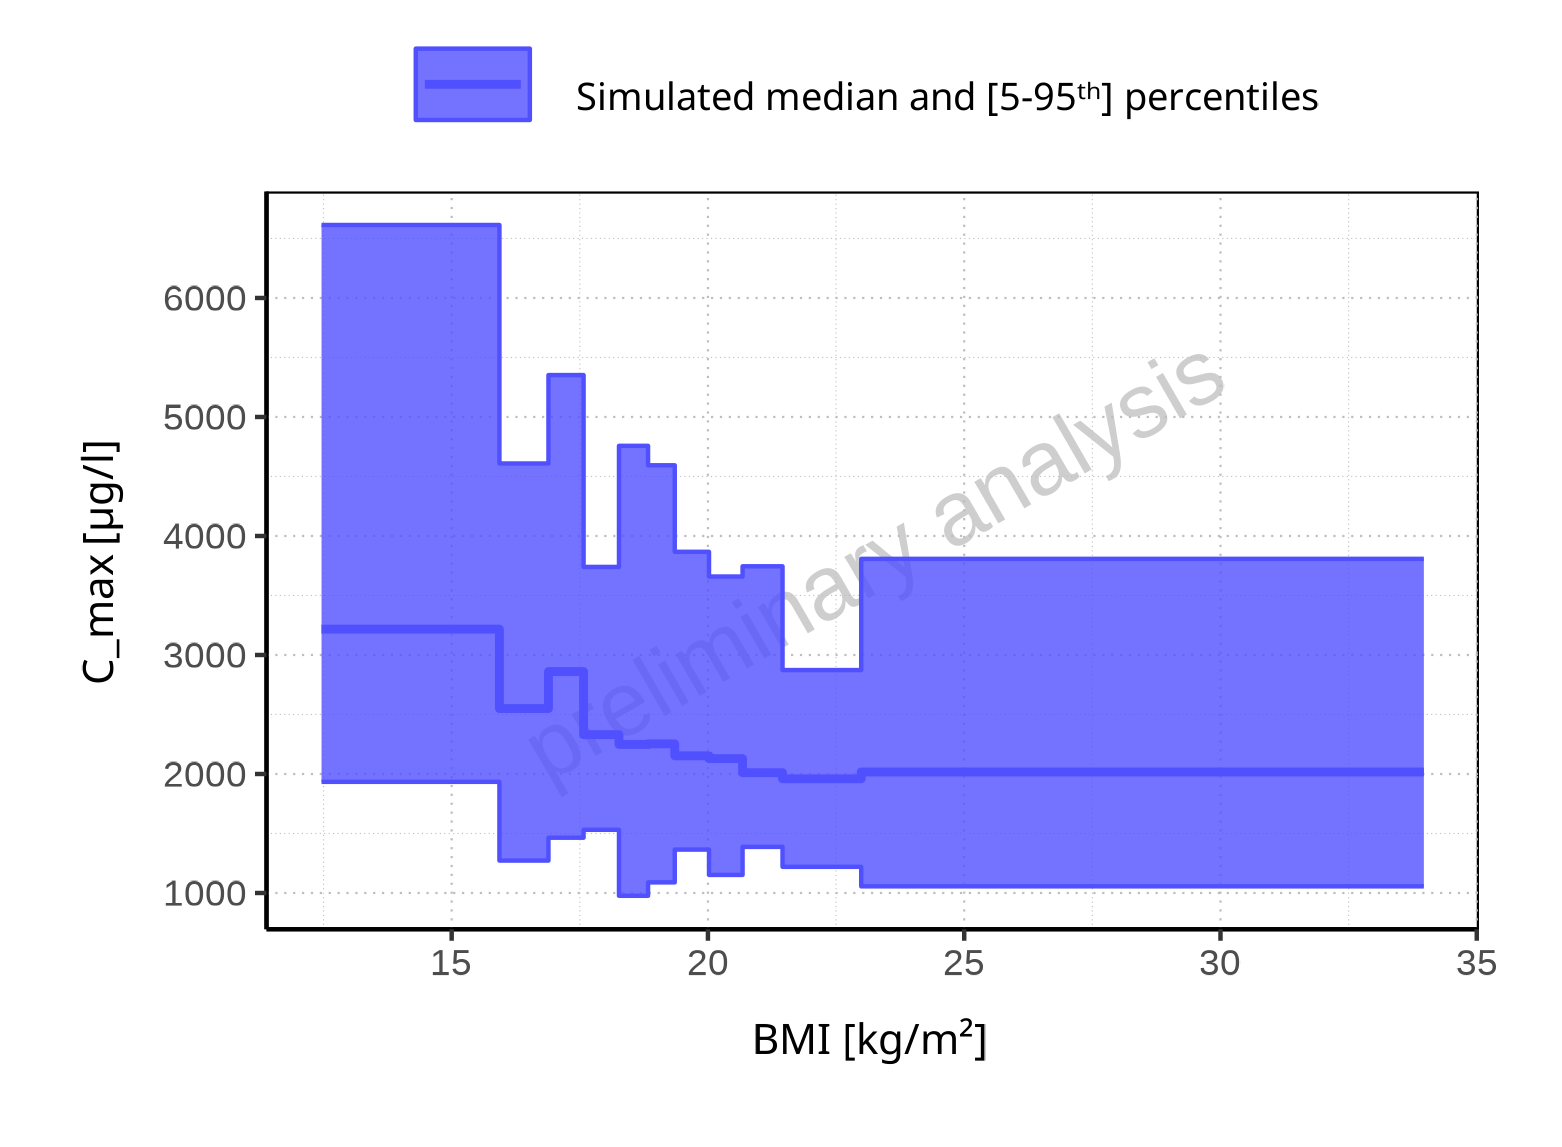 Simulated median and [5-95ᵗʰ] percentiles
6000
5000
4000
3000
2000
1000
C_max [µg/l]
preliminary analysis
15 20 25 30 35
BMI [kg/m²]